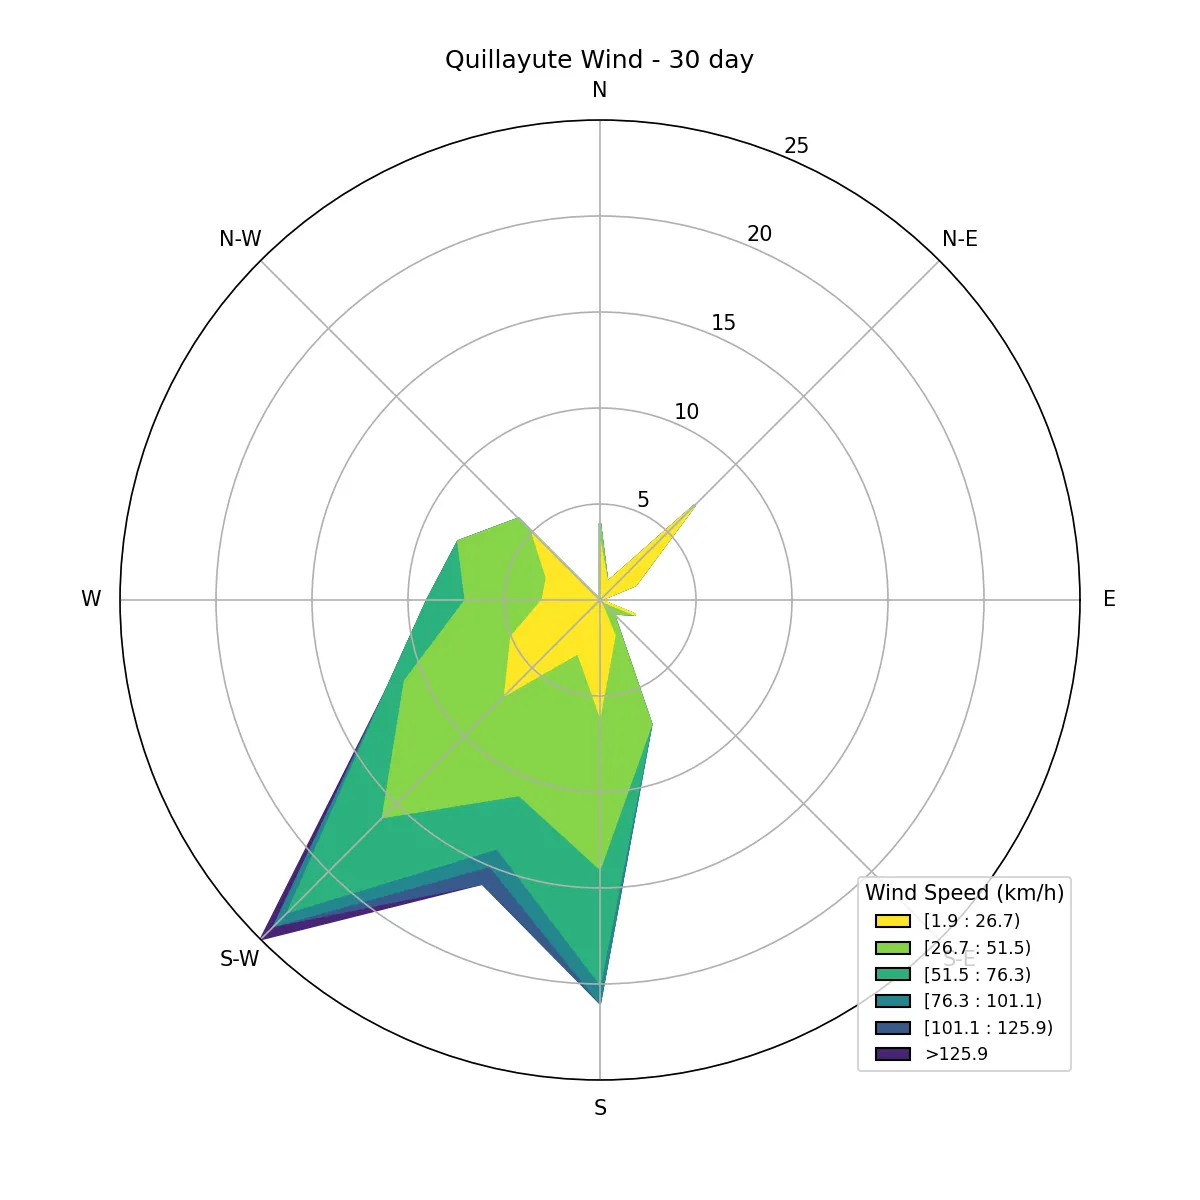 Quillayute Wind - 30 day
N
25
N-W
20
N-E
15
10
5
W
E
S-W
S-E
Wind Speed (km/h)
[1.9 : 26.7)
[26.7 : 51.5)
[51.5 : 76.3)
[76.3 : 101.1)
[101.1 : 125.9)
>125.9
S